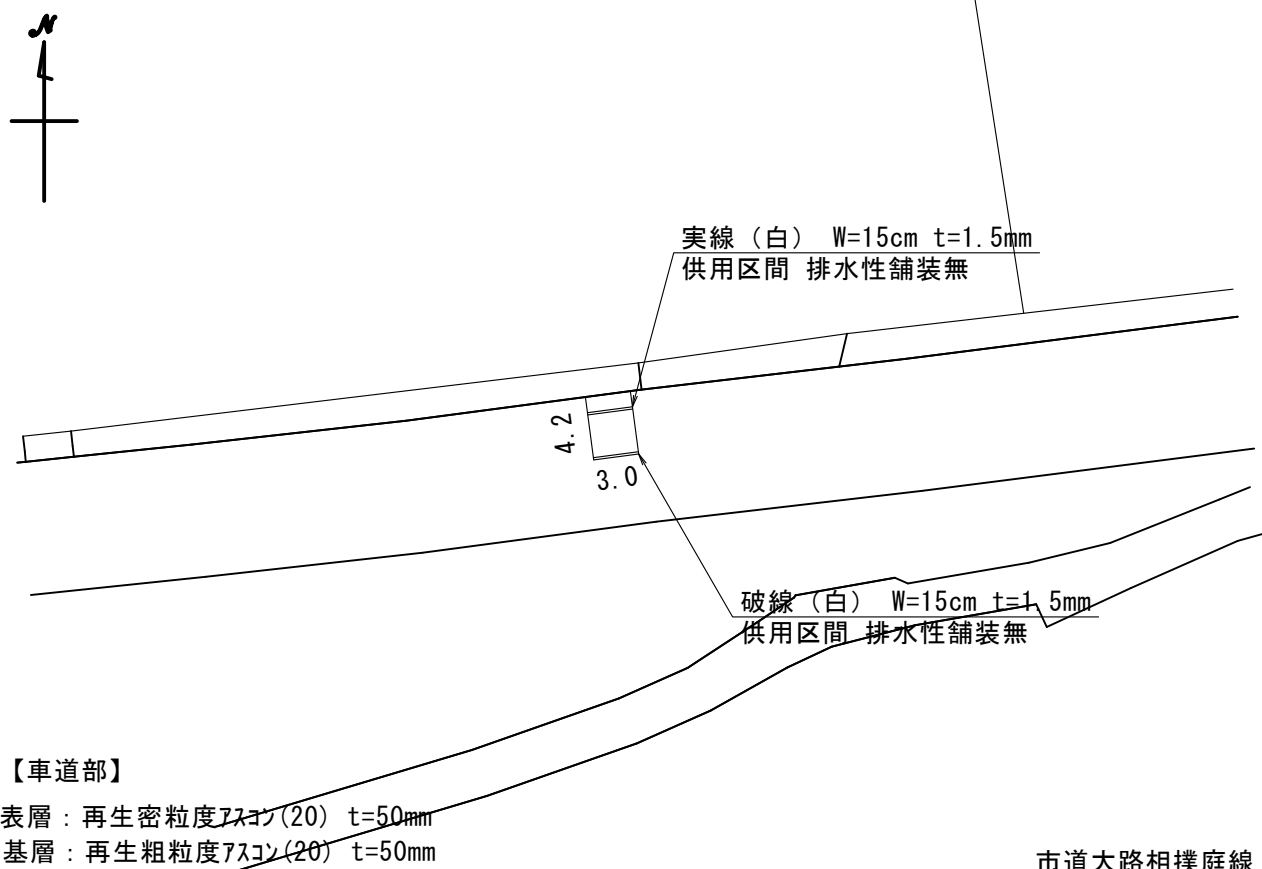 N
実線（白） W=15cm t=1.5mm
供用区間 排水性舗装無
4.2
3.0
破線（白） W=15cm t=1.5mm
供用区間 排水性舗装無
【車道部】
表層：再生密粒度ｱｽｺﾝ(20) t=50mm
基層：再生粗粒度ｱｽｺﾝ(20) t=50mm
市道大路相撲庭線